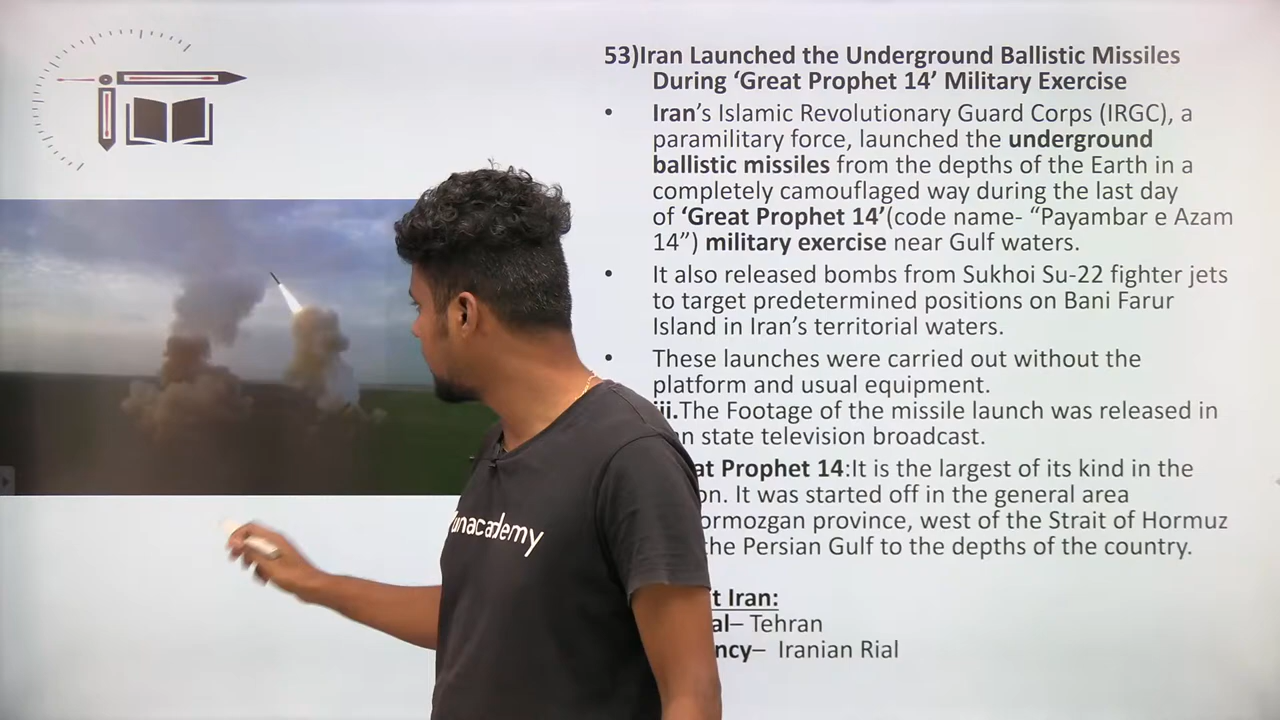 53)Iran Launched the Underground Ballistic Missiles
During ‘Great Prophet 14’ Military Exercise
• Iran’s Islamic Revolutionary Guard Corps (IRGC), a
paramilitary force, launched the underground
ballistic missiles from the depths of the Earth in a
completely camouflaged way during the last day
of ‘Great Prophet 14’(code name- “Payambar e Azam
14”) military exercise near Gulf waters.
• It also released bombs from Sukhoi Su-22 fighter jets
to target predetermined positions on Bani Farur
Island in Iran’s territorial waters.
• These launches were carried out without the
platform and usual equipment.
iii.The Footage of the missile launch was released in
state television broadcast.
Prophet 14:It is the largest of its kind in the
It was started off in the general area
province, west of the Strait of Hormuz
the Persian Gulf to the depths of the country.
Iran:
– Tehran
– Iranian Rial
unacademy